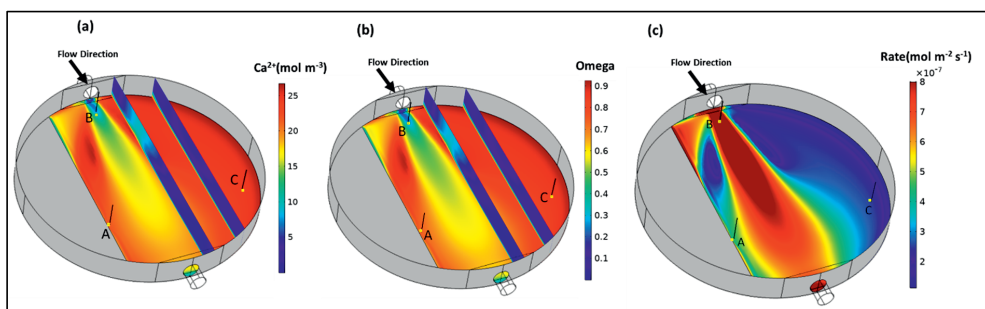 (a)
Flow Direction
Ca²⁺(mol m⁻³)
25
20
15
10
5
B
C
A
(b)
Flow Direction
Omega
0.9
0.8
0.7
0.6
0.5
0.4
0.3
0.2
0.1
B
C
A
(c)
Flow Direction
Rate(mol m⁻² s⁻¹)
×10⁻⁷
8
7
6
5
4
3
2
B
C
A